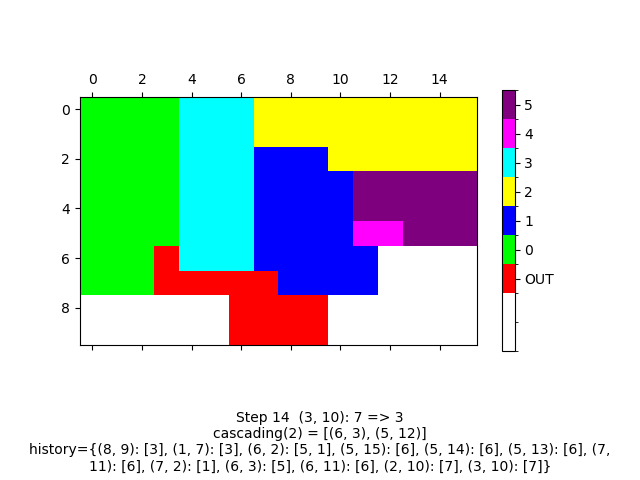 0 2 4 6 8 10 12 14
0
2
4
6
8
5
4
3
2
1
0
OUT
Step 14  (3, 10): 7 => 3
cascading(2) = [(6, 3), (5, 12)]
history={(8, 9): [3], (1, 7): [3], (6, 2): [5, 1], (5, 15): [6], (5, 14): [6], (5, 13): [6], (7,
11): [6], (7, 2): [1], (6, 3): [5], (6, 11): [6], (2, 10): [7], (3, 10): [7]}